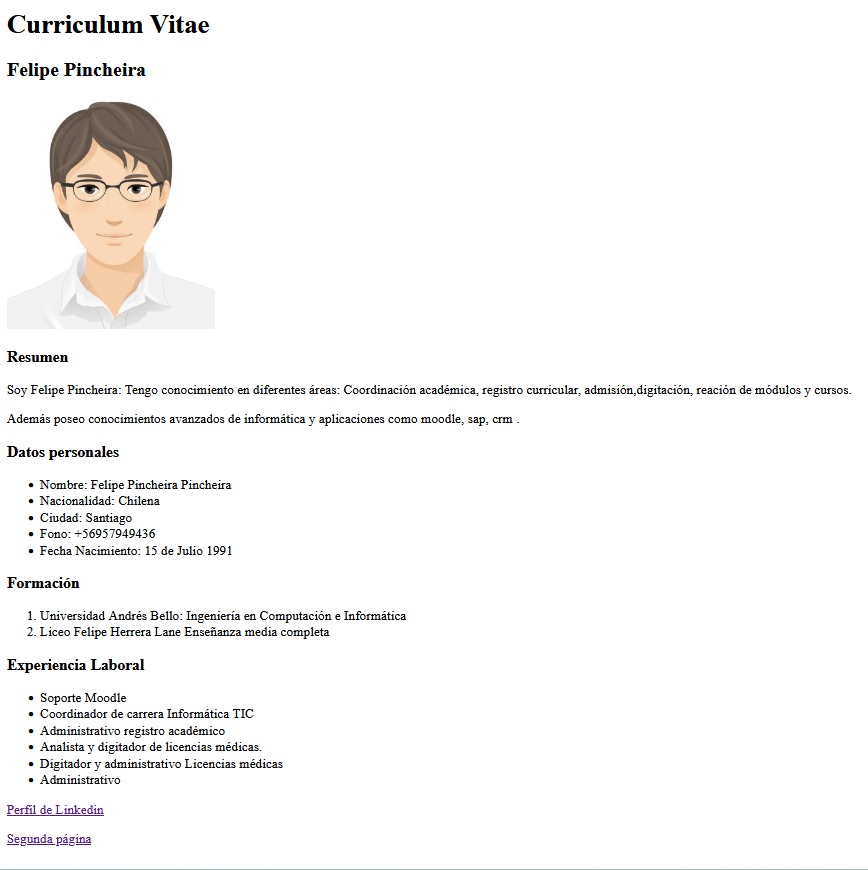 Curriculum Vitae
Felipe Pincheira
Resumen
Soy Felipe Pincheira: Tengo conocimiento en diferentes áreas: Coordinación académica, registro curricular, admisión,digitación, reación de módulos y cursos.
Además poseo conocimientos avanzados de informática y aplicaciones como moodle, sap, crm .
Datos personales
• Nombre: Felipe Pincheira Pincheira
• Nacionalidad: Chilena
• Ciudad: Santiago
• Fono: +56957949436
• Fecha Nacimiento: 15 de Julio 1991
Formación
1. Universidad Andrés Bello: Ingeniería en Computación e Informática
2. Liceo Felipe Herrera Lane Enseñanza media completa
Experiencia Laboral
• Soporte Moodle
• Coordinador de carrera Informática TIC
• Administrativo registro académico
• Analista y digitador de licencias médicas.
• Digitador y administrativo Licencias médicas
• Administrativo
Perfil de Linkedin
Segunda página